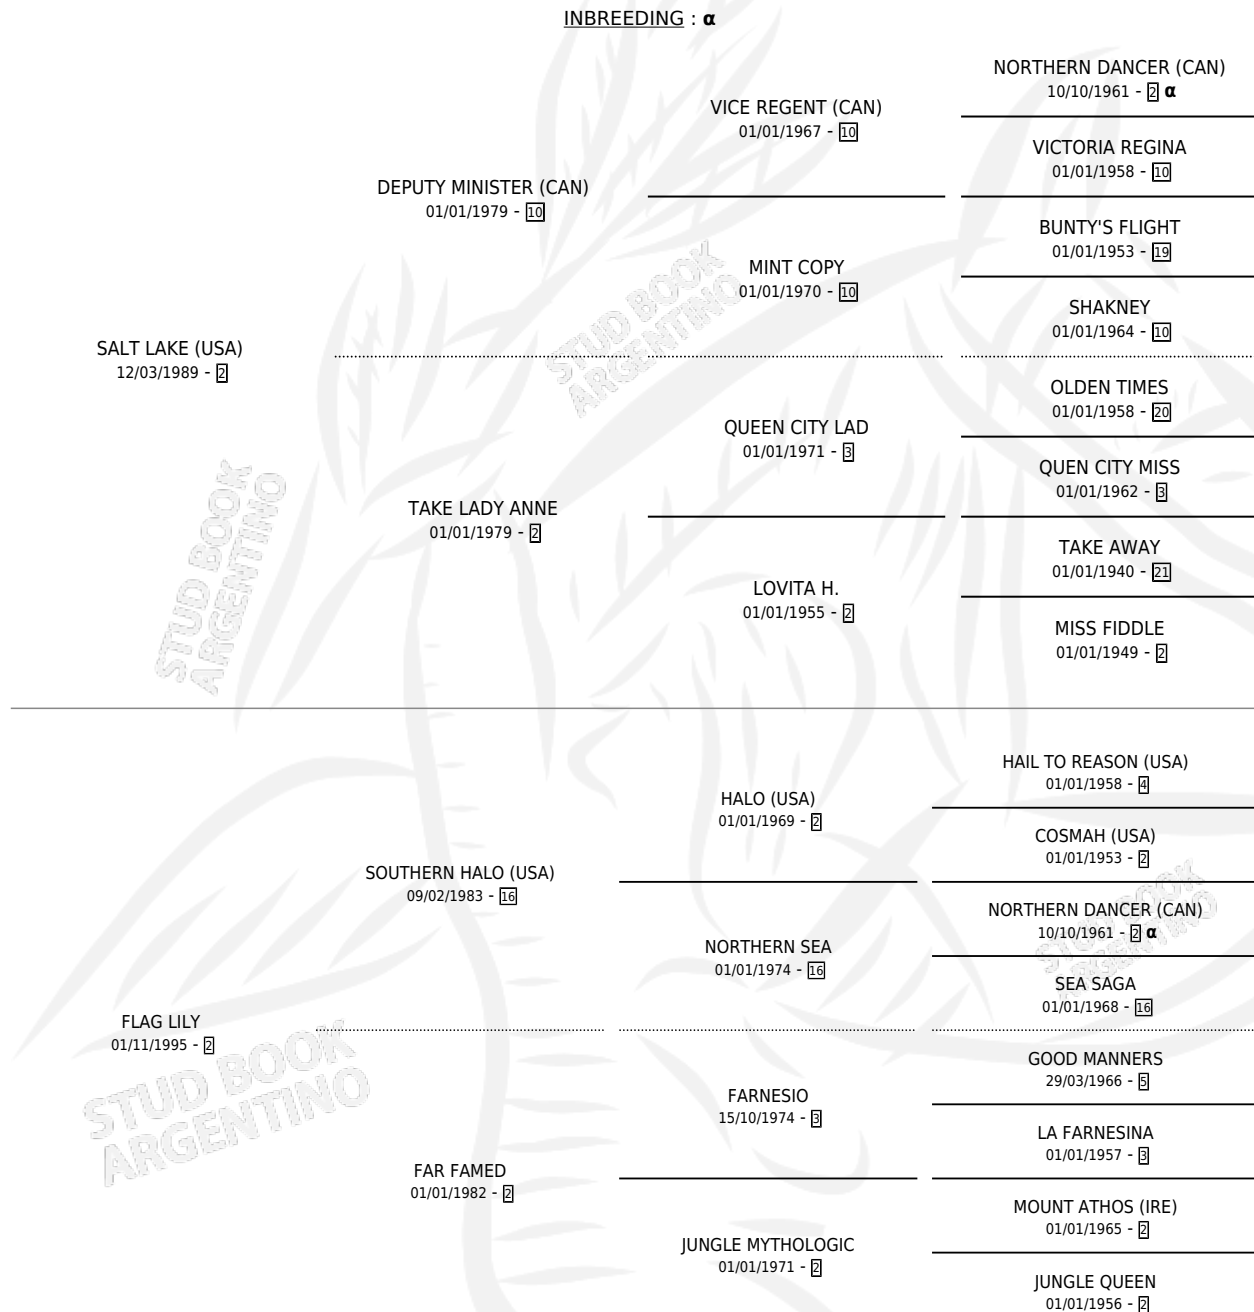 INBREEDING : α
NORTHERN DANCER (CAN)
10/10/1961 - 2 α
VICE REGENT (CAN)
01/01/1967 - 10
VICTORIA REGINA
01/01/1958 - 10
DEPUTY MINISTER (CAN)
01/01/1979 - 10
BUNTY'S FLIGHT
01/01/1953 - 19
MINT COPY
01/01/1970 - 10
SHAKNEY
01/01/1964 - 10
SALT LAKE (USA)
12/03/1989 - 2
OLDEN TIMES
01/01/1958 - 20
QUEEN CITY LAD
01/01/1971 - 3
QUEN CITY MISS
01/01/1962 - 3
TAKE LADY ANNE
01/01/1979 - 2
TAKE AWAY
01/01/1940 - 21
LOVITA H.
01/01/1955 - 2
MISS FIDDLE
01/01/1949 - 2
HAIL TO REASON (USA)
01/01/1958 - 4
HALO (USA)
01/01/1969 - 2
COSMAH (USA)
01/01/1953 - 2
SOUTHERN HALO (USA)
09/02/1983 - 16
NORTHERN DANCER (CAN)
10/10/1961 - 2 α
NORTHERN SEA
01/01/1974 - 16
SEA SAGA
01/01/1968 - 16
FLAG LILY
01/11/1995 - 2
GOOD MANNERS
29/03/1966 - 5
FARNESIO
15/10/1974 - 3
LA FARNESINA
01/01/1957 - 3
FAR FAMED
01/01/1982 - 2
MOUNT ATHOS (IRE)
01/01/1965 - 2
JUNGLE MYTHOLOGIC
01/01/1971 - 2
JUNGLE QUEEN
01/01/1956 - 2
STUD BOOK
ARGENTINO
STUD BOOK
ARGENTINO
STUD BOOK
ARGENTINO
STUD BOOK
ARGENTINO